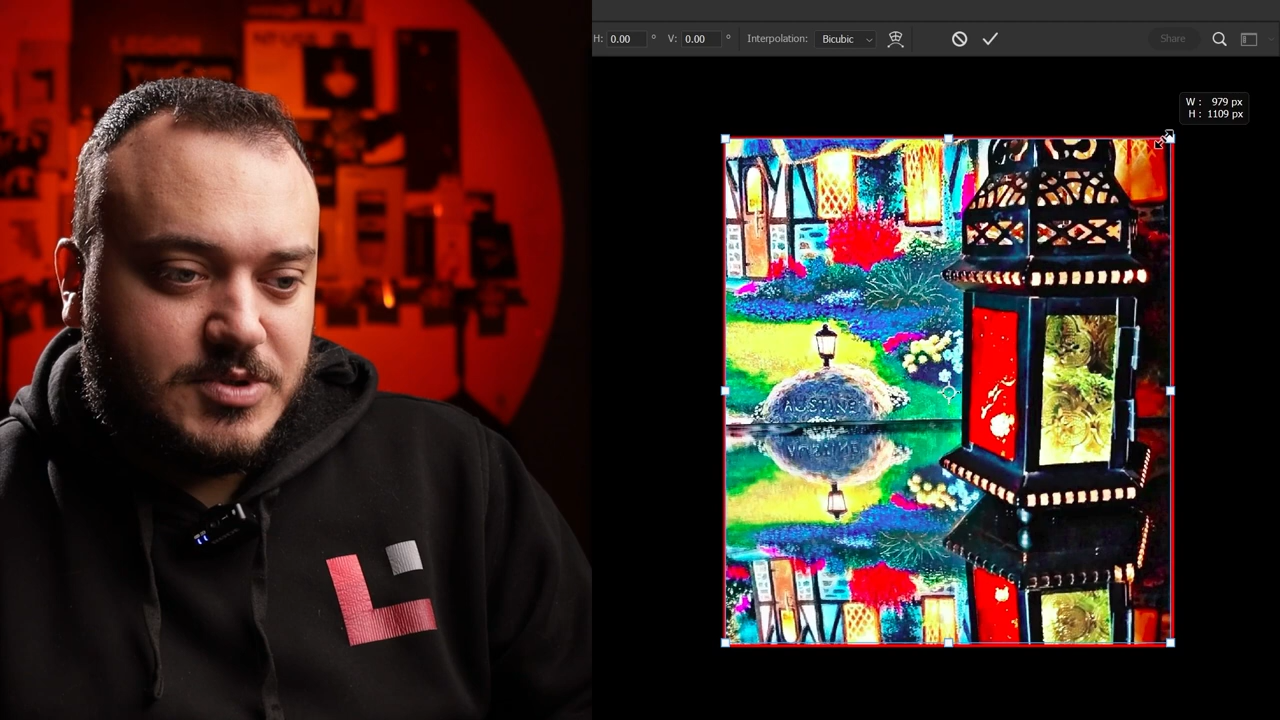 H: 0.00 ° V: 0.00 ° Interpolation: Bicubic Share
W : 979 px
H : 1109 px
AUSTINE